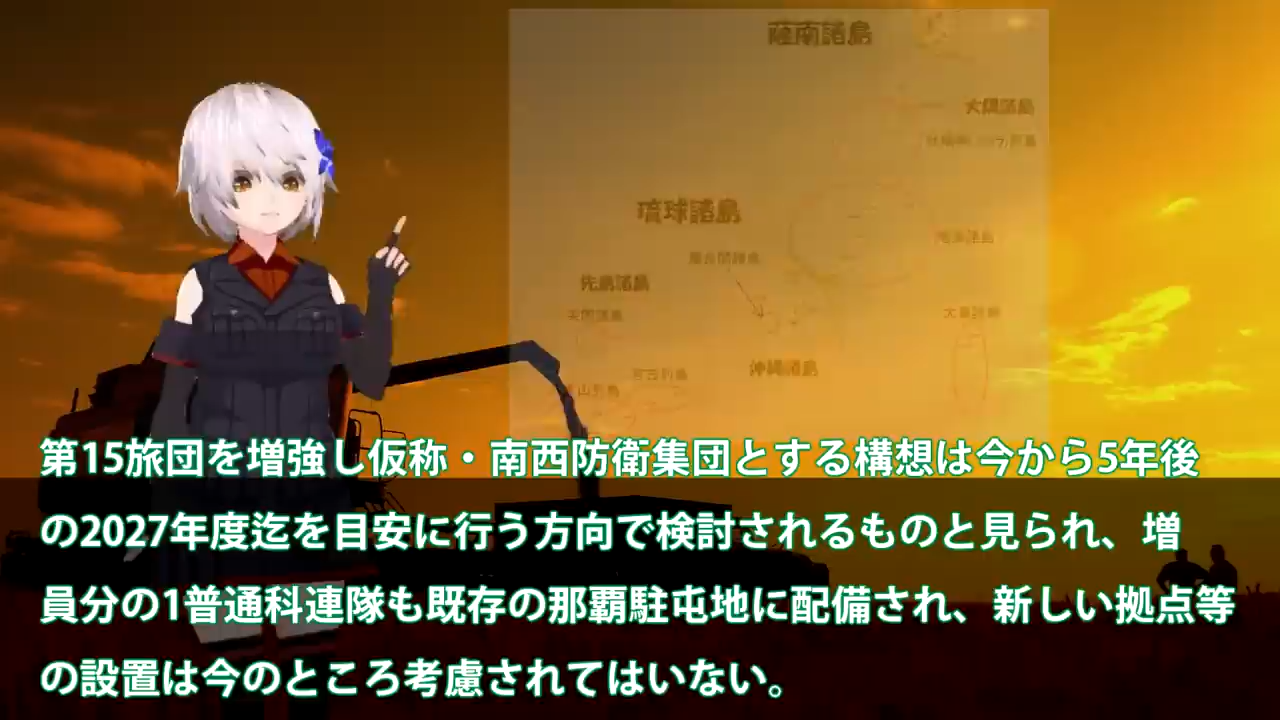 薩南諸島
大隅諸島
琉球諸島
先島諸島
沖縄諸島
第15旅団を増強し仮称・南西防衛集団とする構想は今から5年後
の2027年度迄を目安に行う方向で検討されるものと見られ、増
員分の1普通科連隊も既存の那覇駐屯地に配備され、新しい拠点等
の設置は今のところ考慮されてはいない。